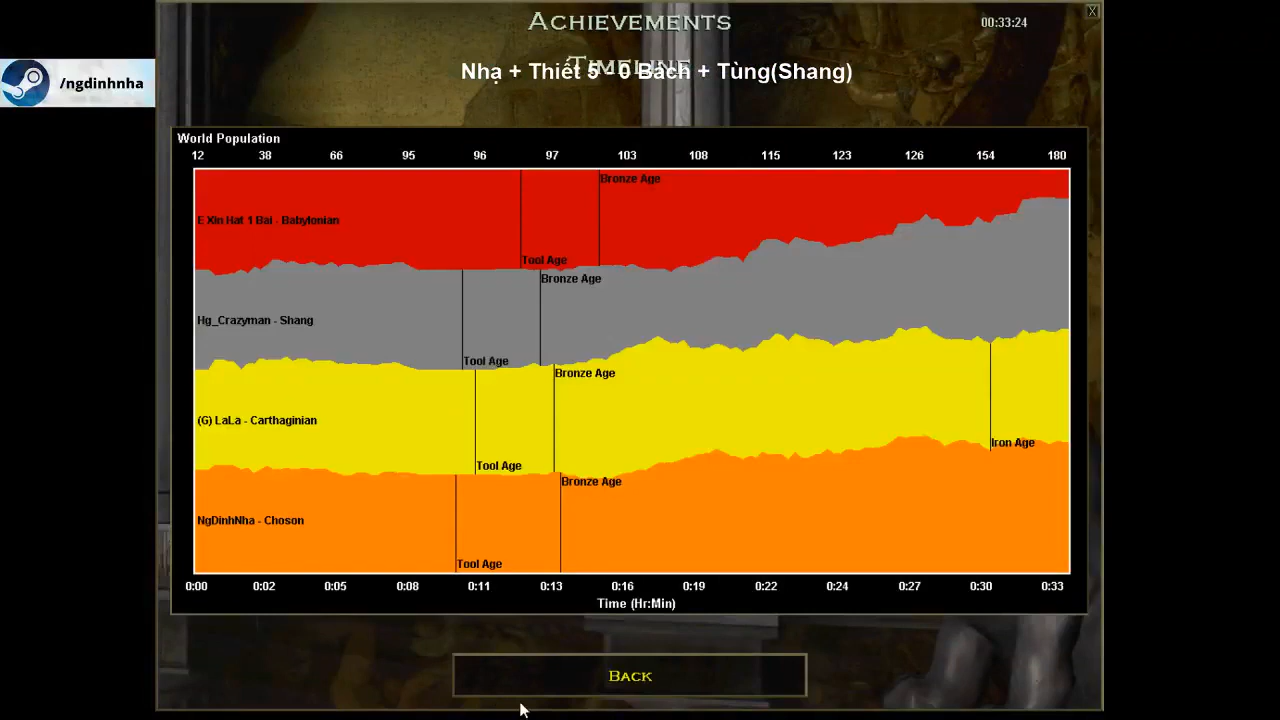 ACHIEVEMENTS
00:33:24
X
TIMELINE
Nhạ + Thiết 5 - 0 Bách + Tùng(Shang)
/ngdinhnha
World Population
12 38 66 95 96 97 103 108 115 123 126 154 180
Bronze Age
E Xin Hat 1 Bai - Babylonian
Tool Age
Bronze Age
Hg_Crazyman - Shang
Tool Age
Bronze Age
(G) LaLa - Carthaginian
Iron Age
Tool Age
Bronze Age
NgDinhNha - Choson
Tool Age
0:00 0:02 0:05 0:08 0:11 0:13 0:16 0:19 0:22 0:24 0:27 0:30 0:33
Time (Hr:Min)
BACK